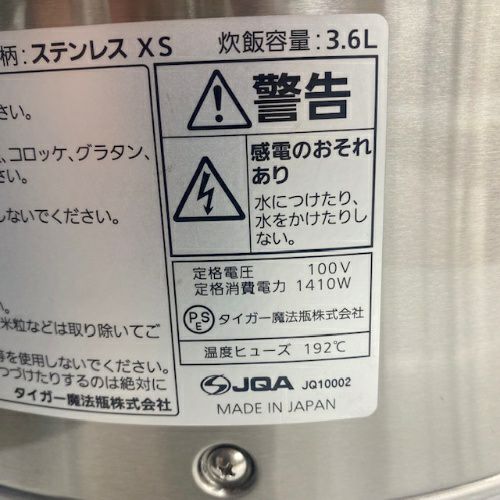 柄:ステンレス XS 炊飯容量:3.6L
さい。
コロッケ、グラタン、
さい。
しないでください。
警告
感電のおそれ
あり
水につけたり、
水をかけたりし
ない。
定格電圧 100V
定格消費電力 1410W
PSE タイガー魔法瓶株式会社
温度ヒューズ 192℃
JQA JQ10002
MADE IN JAPAN
米粒などは取り除いてご
等を使用しないでください。
つづけたりするのは絶対に
タイガー魔法瓶株式会社